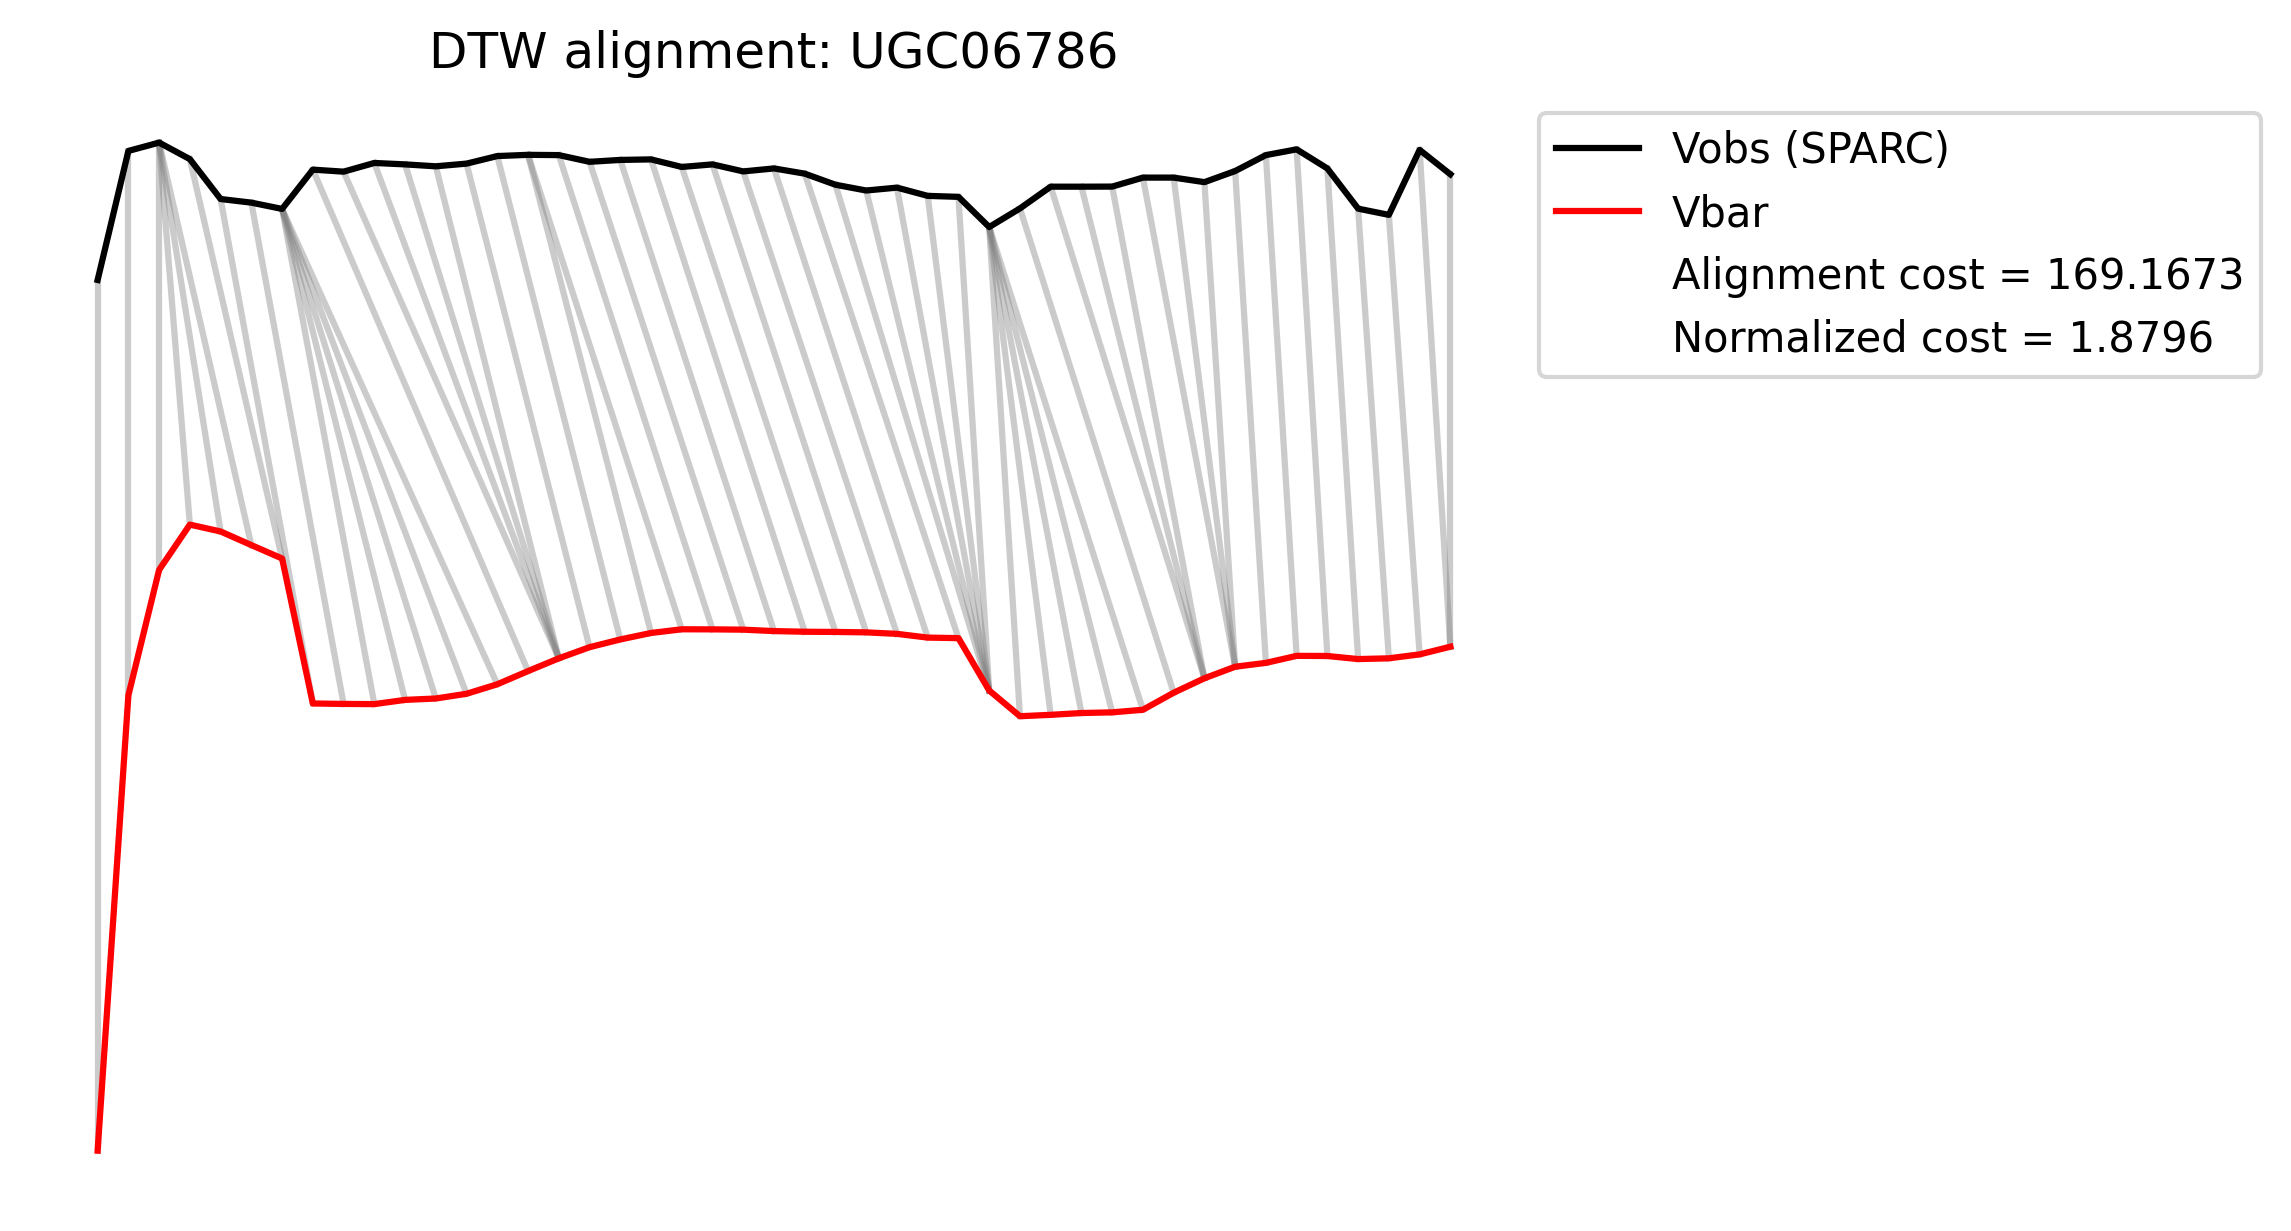 DTW alignment: UGC06786
Vobs (SPARC)
Vbar
Alignment cost = 169.1673
Normalized cost = 1.8796